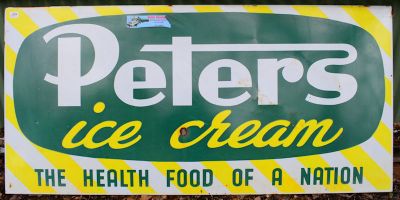 Peters
ice cream
THE HEALTH FOOD OF A NATION